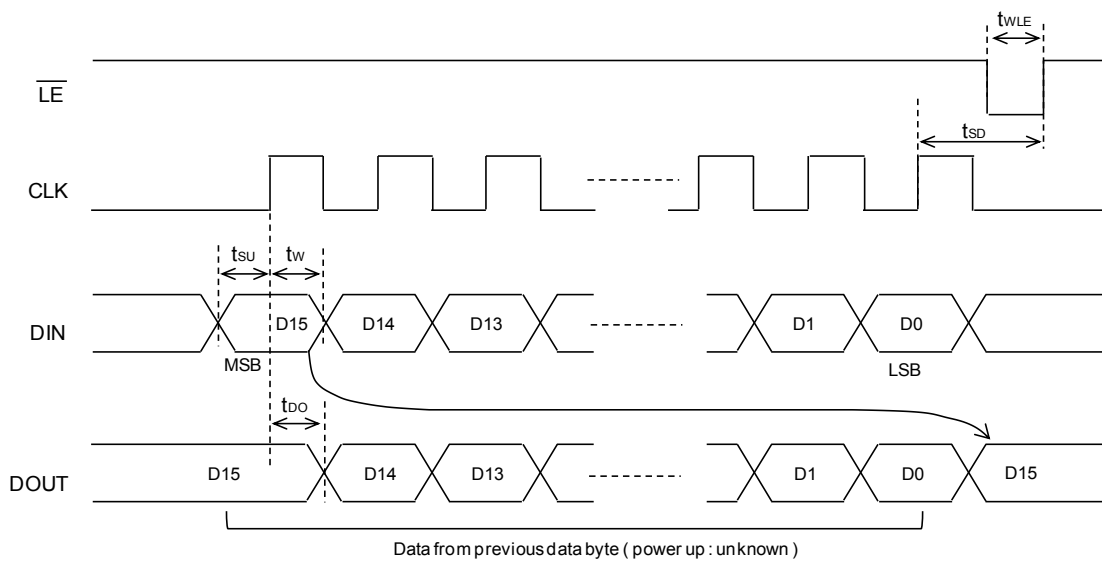 tWLE
LE
tSD
CLK
tSU
tW
DIN
D15
D14
D13
D1
D0
MSB
LSB
tDO
DOUT
D15
D14
D13
D1
D0
D15
Data from previous data byte ( power up : unknown )